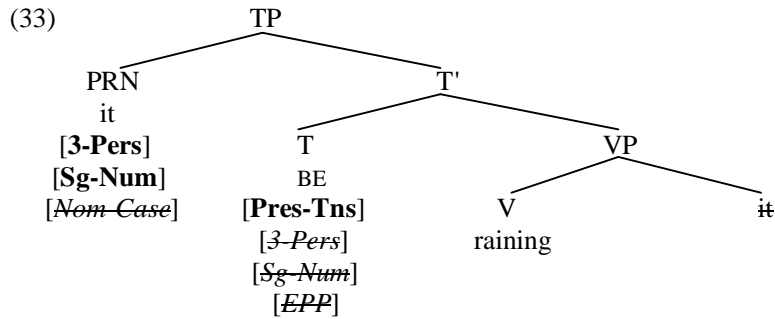 (33) TP
PRN T'
it
[3-Pers] T VP
[Sg-Num] BE
[Nom-Case] [Pres-Tns] V it
[3-Pers] raining
[Sg-Num]
[EPP]